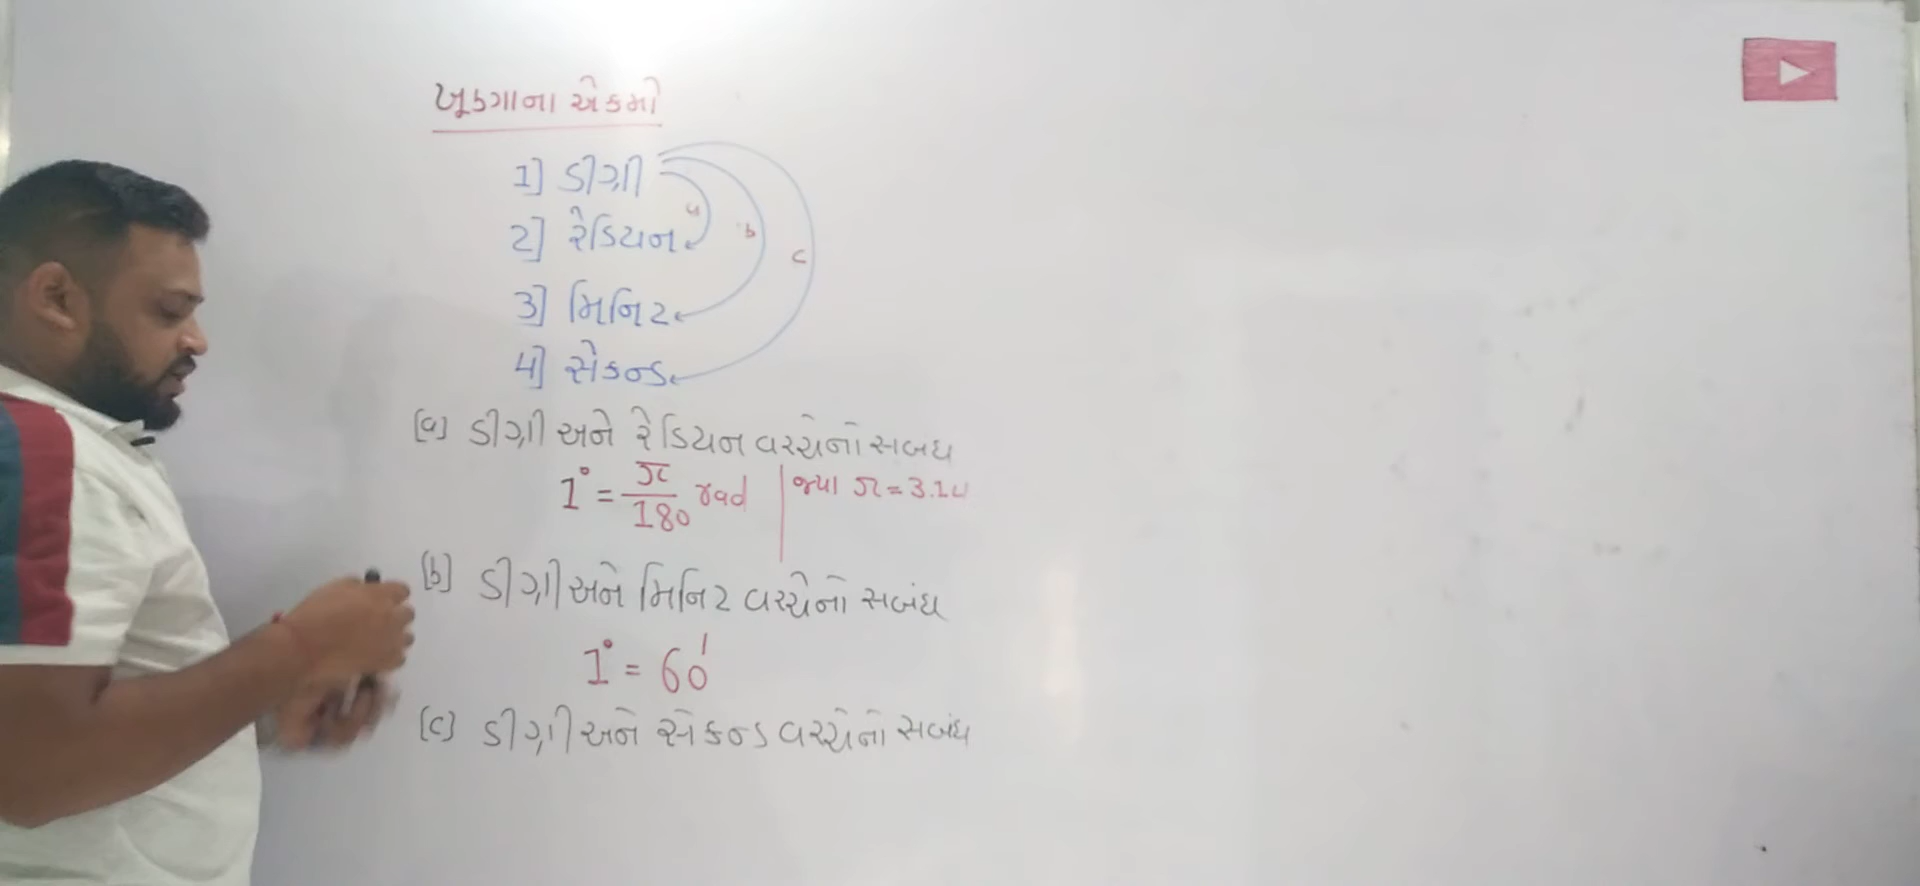 ખૂણાના એકમો
1] ડીગ્રી
2] રેડિયન
3] મિનિટ
4] સેકન્ડ
a
b
c
(a) ડીગ્રી અને રેડિયન વચ્ચેનો સબંધ
1° = π/180 rad | જ્યા π = 3.14
(b) ડીગ્રી અને મિનિટ વચ્ચેનો સબંધ
1° = 60'
(c) ડીગ્રી અને સેકન્ડ વચ્ચેનો સબંધ